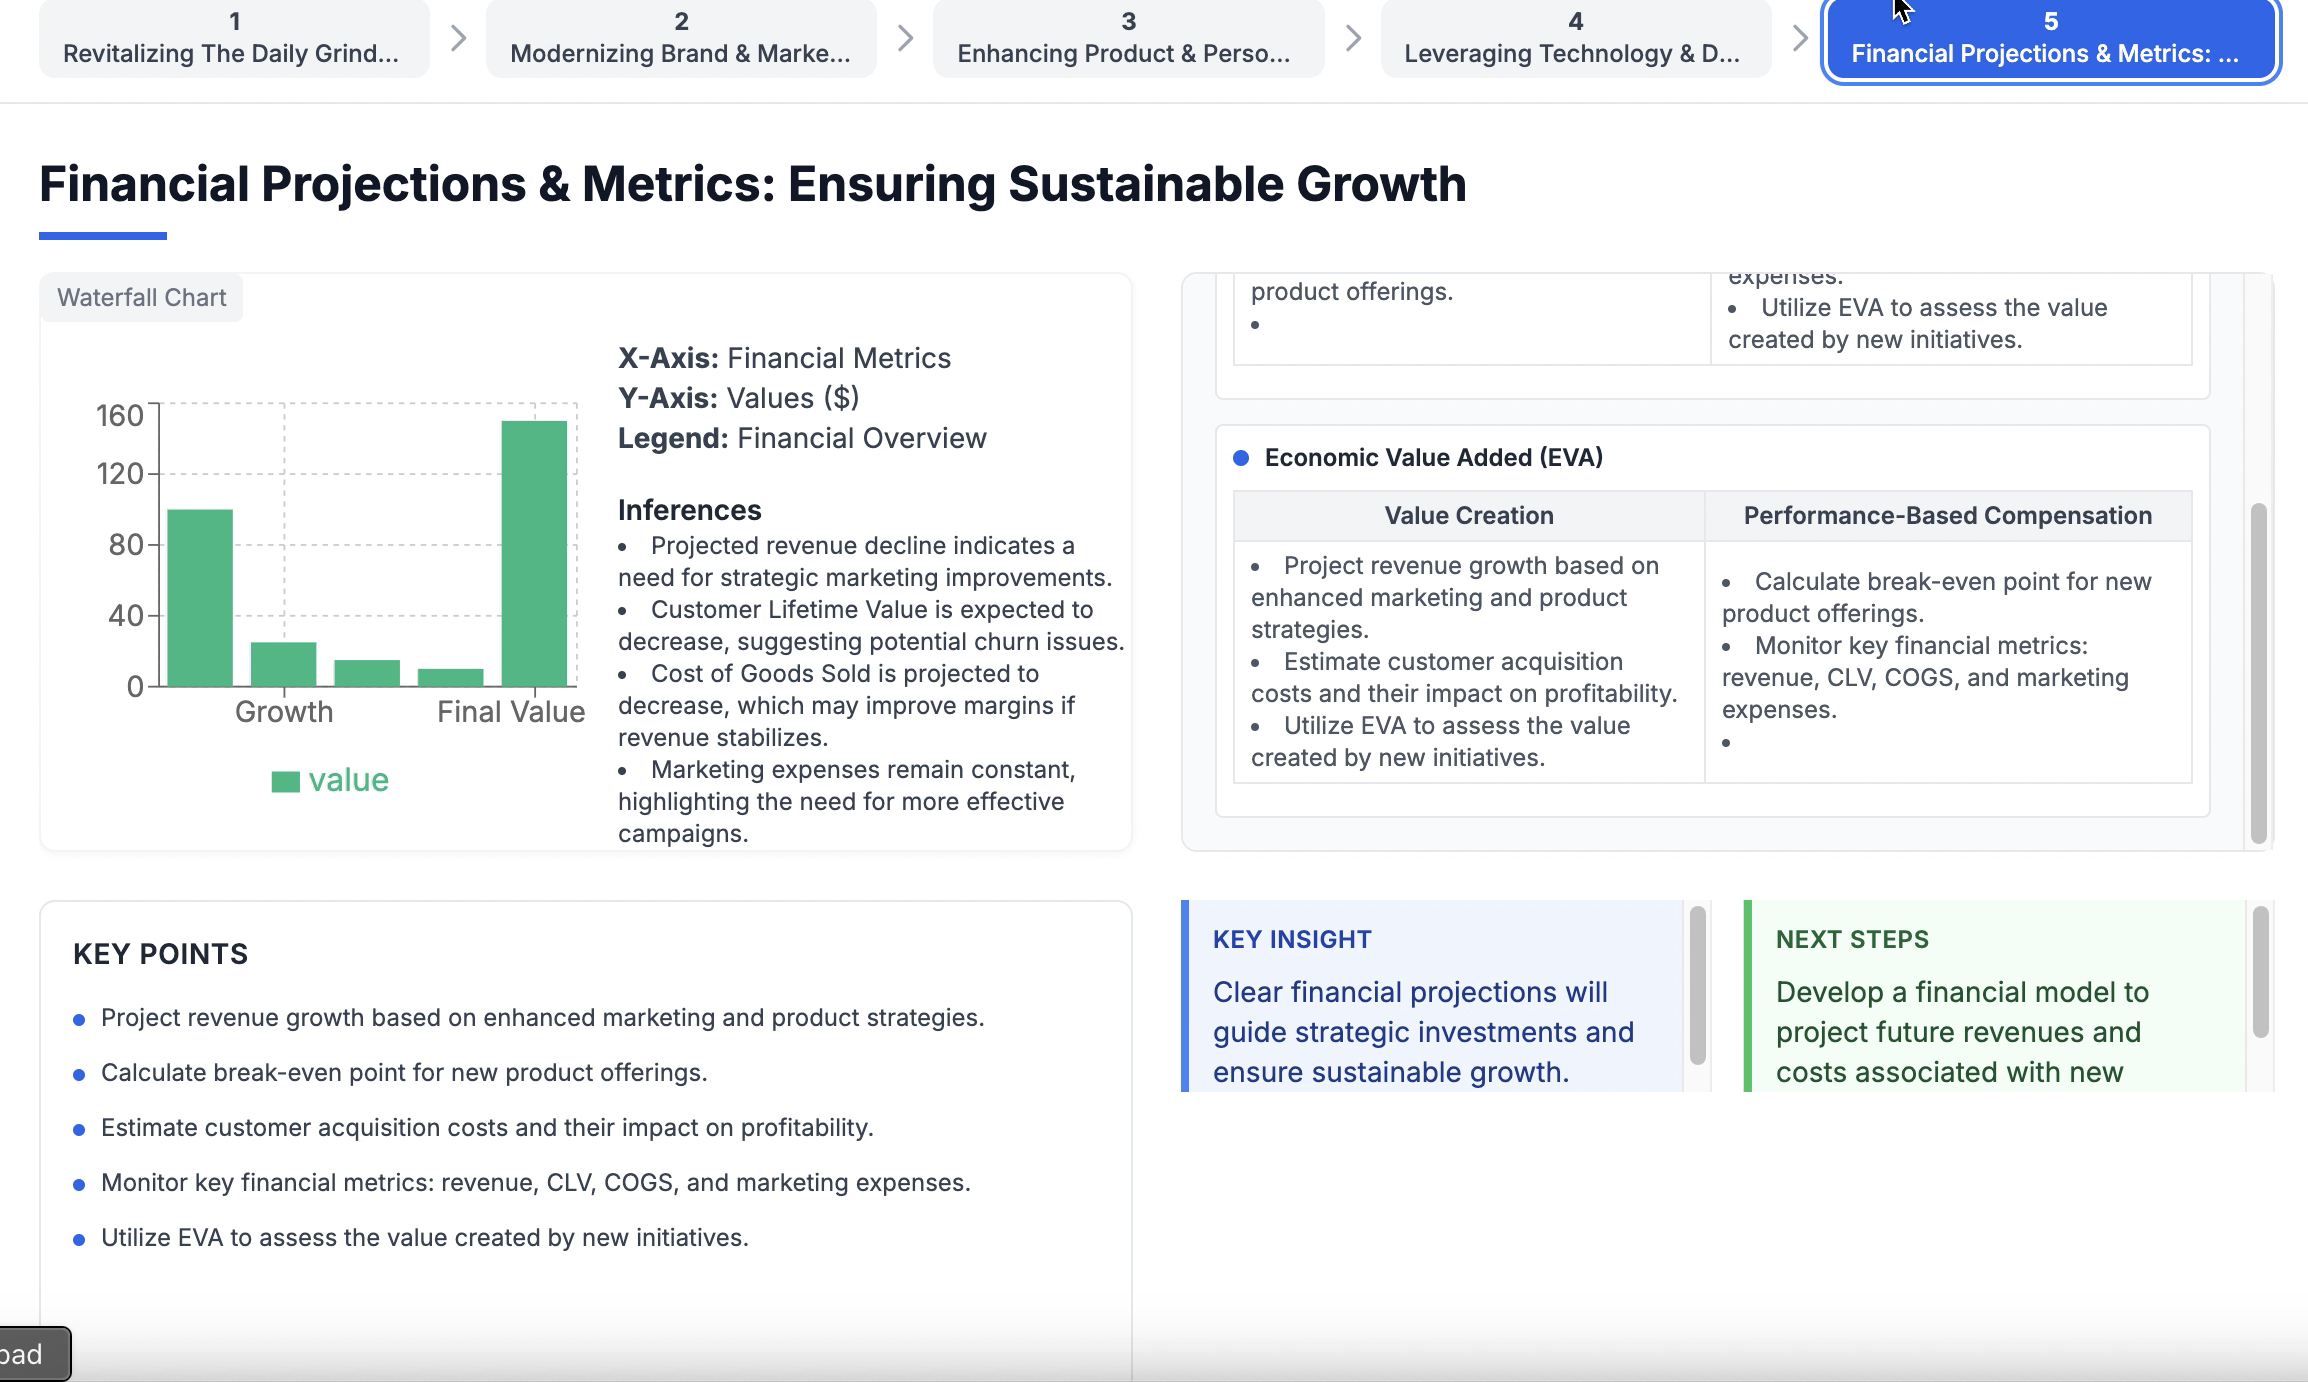 1
Revitalizing The Daily Grind...
2
Modernizing Brand & Marke...
3
Enhancing Product & Perso...
4
Leveraging Technology & D...
5
Financial Projections & Metrics: ...
Financial Projections & Metrics: Ensuring Sustainable Growth
Waterfall Chart
160
120
80
40
0
Growth
Final Value
value
X-Axis: Financial Metrics
Y-Axis: Values ($)
Legend: Financial Overview
Inferences
• Projected revenue decline indicates a
need for strategic marketing improvements.
• Customer Lifetime Value is expected to
decrease, suggesting potential churn issues.
• Cost of Goods Sold is projected to
decrease, which may improve margins if
revenue stabilizes.
• Marketing expenses remain constant,
highlighting the need for more effective
campaigns.
product offerings.
•
expenses.
• Utilize EVA to assess the value
created by new initiatives.
Economic Value Added (EVA)
Value Creation
• Project revenue growth based on
enhanced marketing and product
strategies.
• Estimate customer acquisition
costs and their impact on profitability.
• Utilize EVA to assess the value
created by new initiatives.
Performance-Based Compensation
• Calculate break-even point for new
product offerings.
• Monitor key financial metrics:
revenue, CLV, COGS, and marketing
expenses.
•
KEY POINTS
• Project revenue growth based on enhanced marketing and product strategies.
• Calculate break-even point for new product offerings.
• Estimate customer acquisition costs and their impact on profitability.
• Monitor key financial metrics: revenue, CLV, COGS, and marketing expenses.
• Utilize EVA to assess the value created by new initiatives.
KEY INSIGHT
Clear financial projections will
guide strategic investments and
ensure sustainable growth.
NEXT STEPS
Develop a financial model to
project future revenues and
costs associated with new